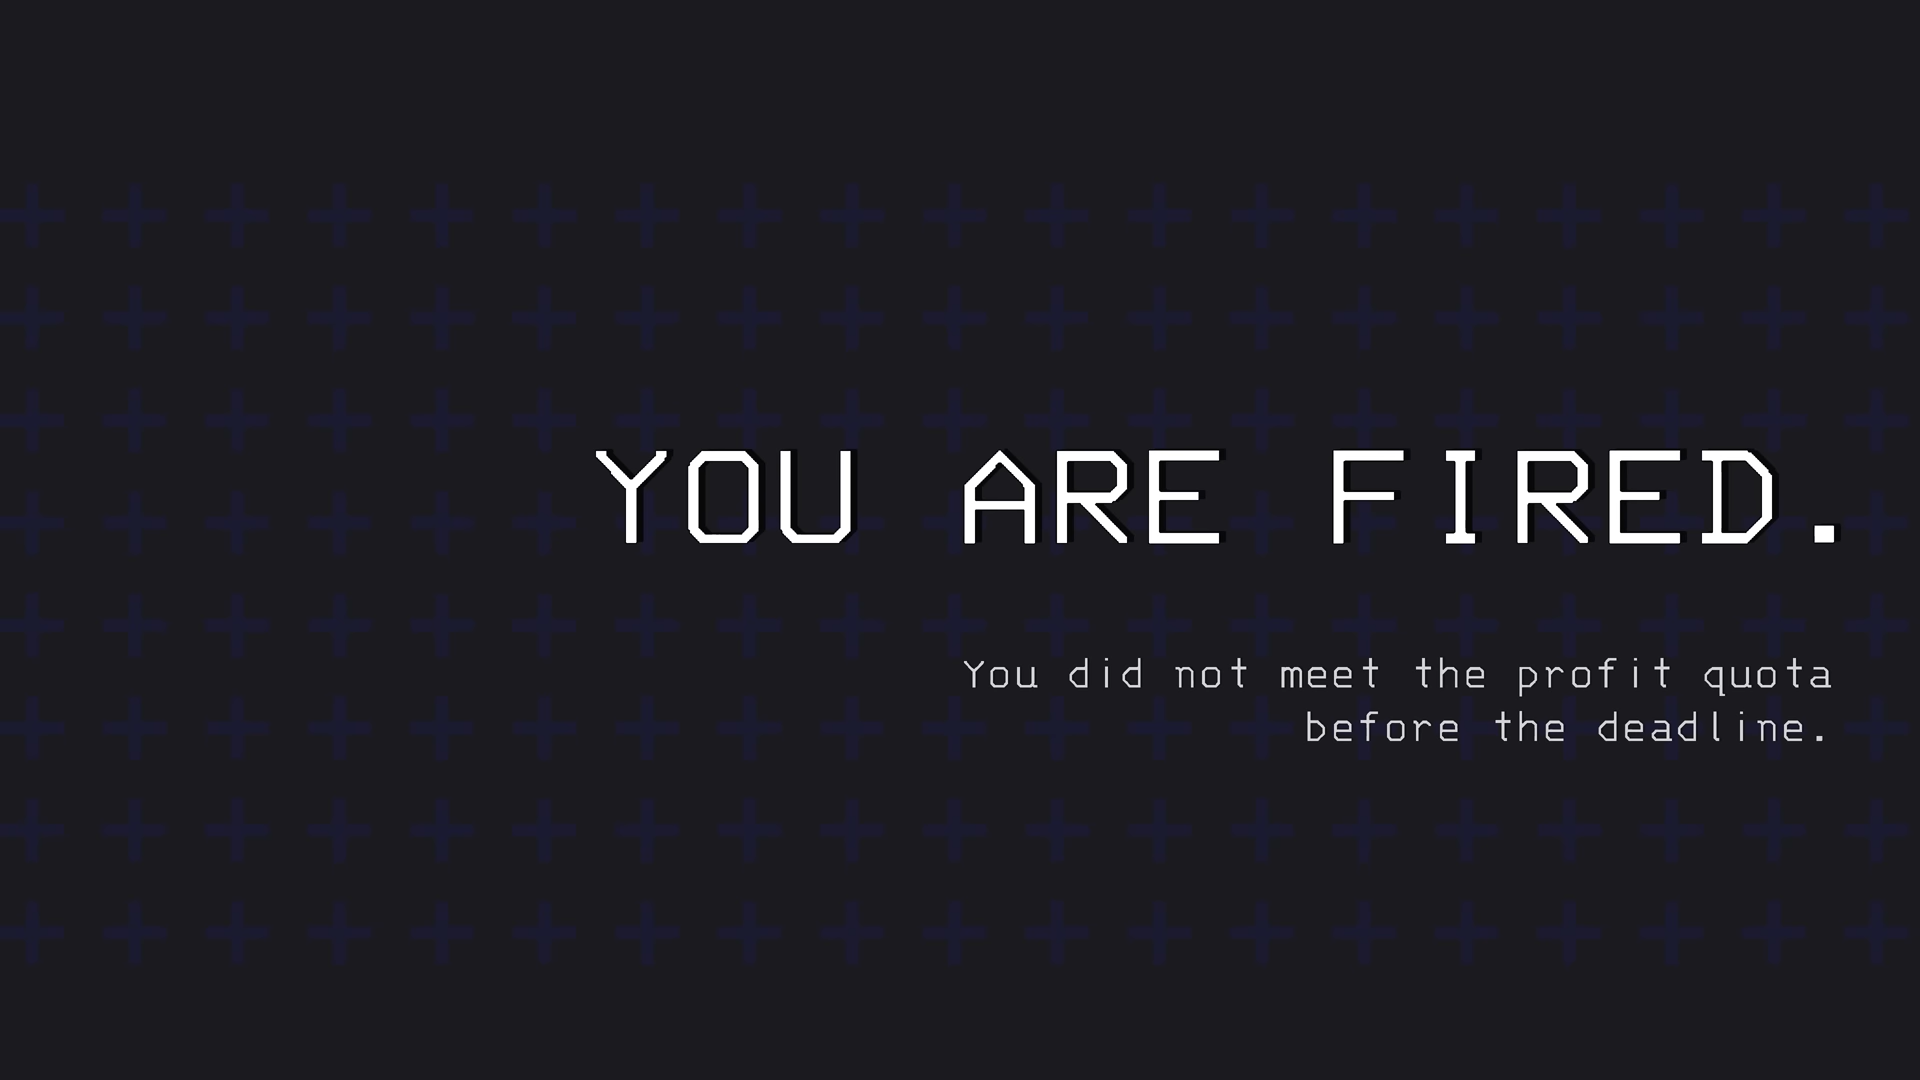 YOU ARE FIRED.
You did not meet the profit quota
before the deadline.